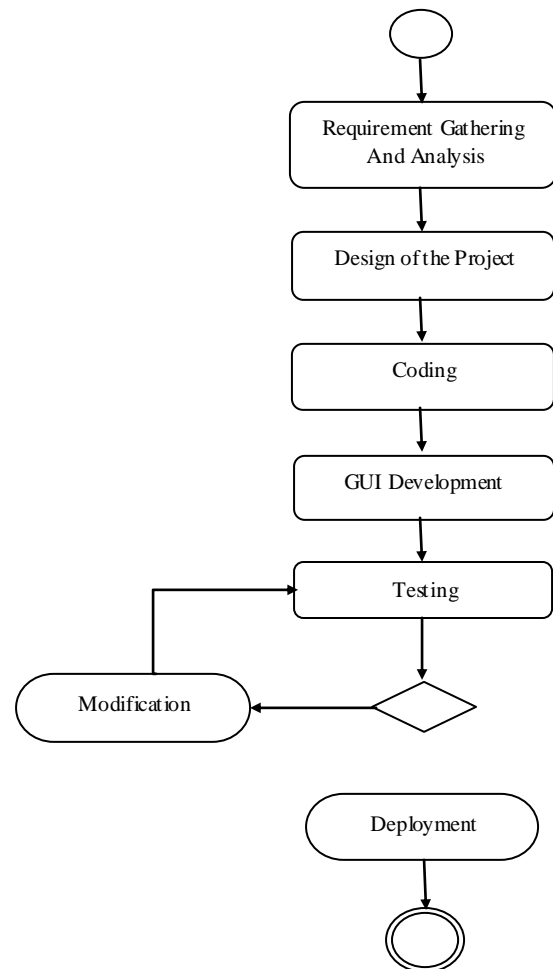 Requirement Gathering
And Analysis
Design of the Project
Coding
GUI Development
Testing
Modification
Deployment